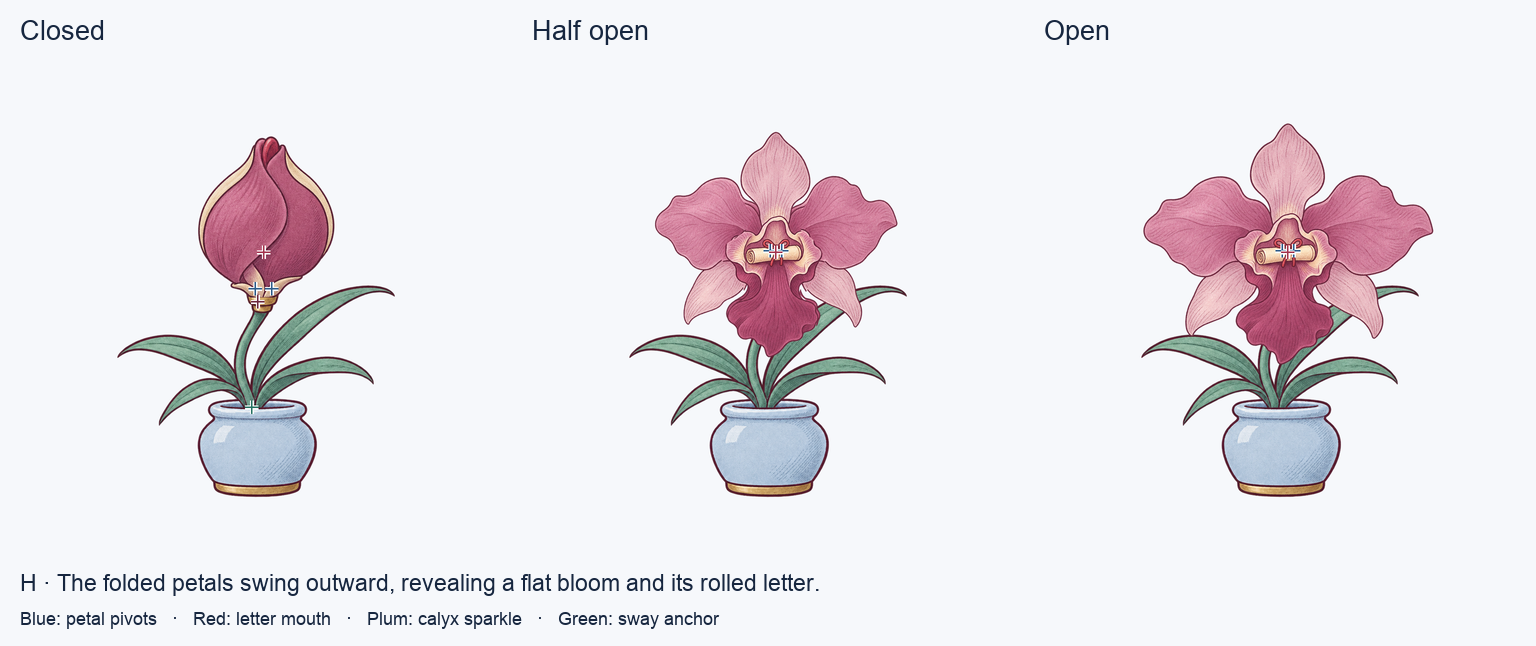 Closed
Half open
Open
H · The folded petals swing outward, revealing a flat bloom and its rolled letter.
Blue: petal pivots · Red: letter mouth · Plum: calyx sparkle · Green: sway anchor